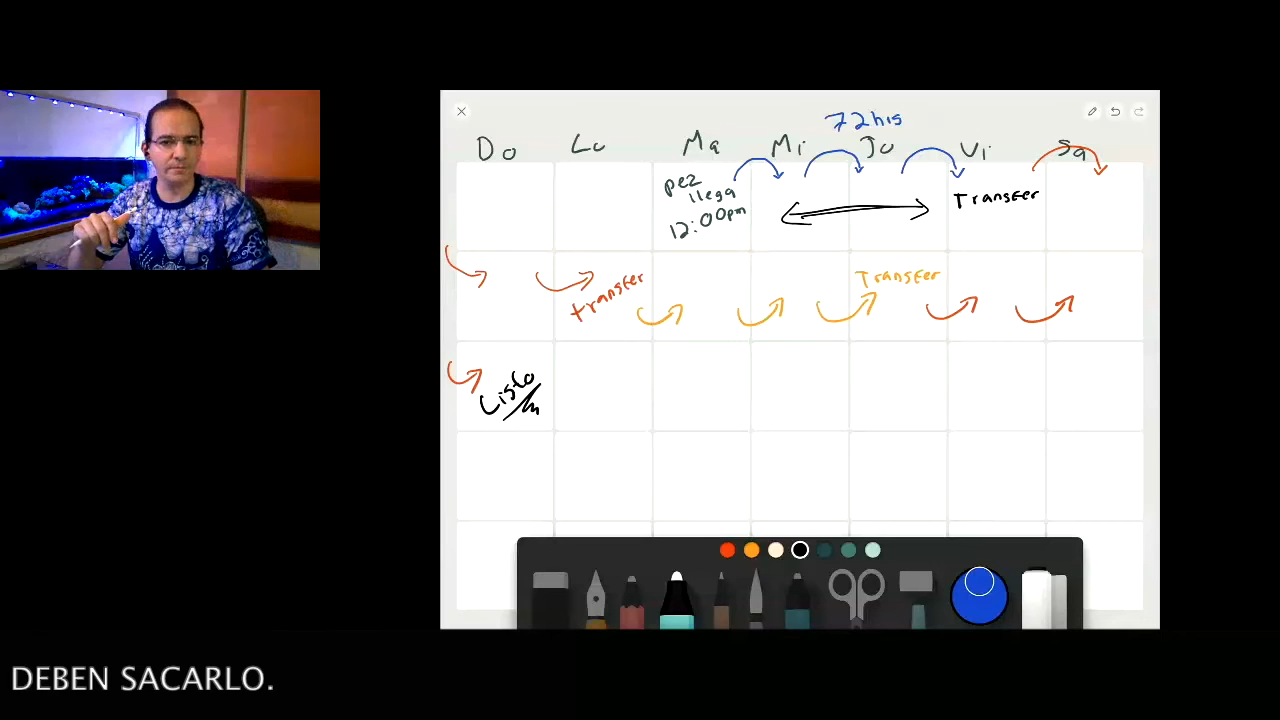 72hrs
Do Lu Ma Mi Ju Vi Sa
pez
llega
12:00pm
Transfer
transfer
Transfer
Listo
DEBEN SACARLO.